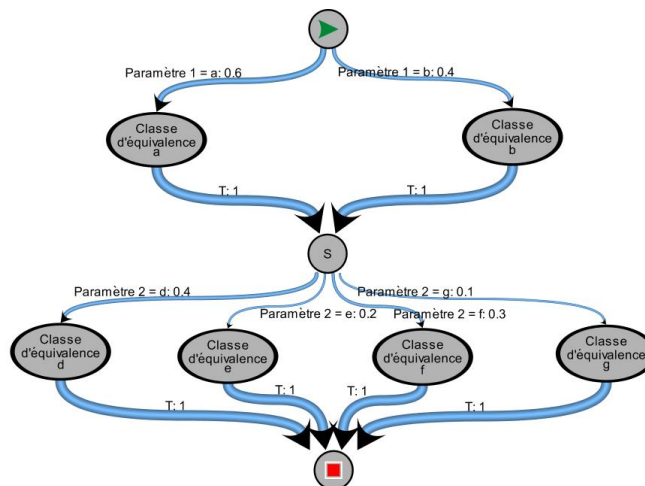 Paramètre 1 = a: 0.6
Paramètre 1 = b: 0.4
Classe
d'équivalence
a
Classe
d'équivalence
b
T: 1
T: 1
S
Paramètre 2 = d: 0.4
Paramètre 2 = g: 0.1
Paramètre 2 = e: 0.2
Paramètre 2 = f: 0.3
Classe
d'équivalence
d
Classe
d'équivalence
e
Classe
d'équivalence
f
Classe
d'équivalence
g
T: 1
T: 1
T: 1
T: 1